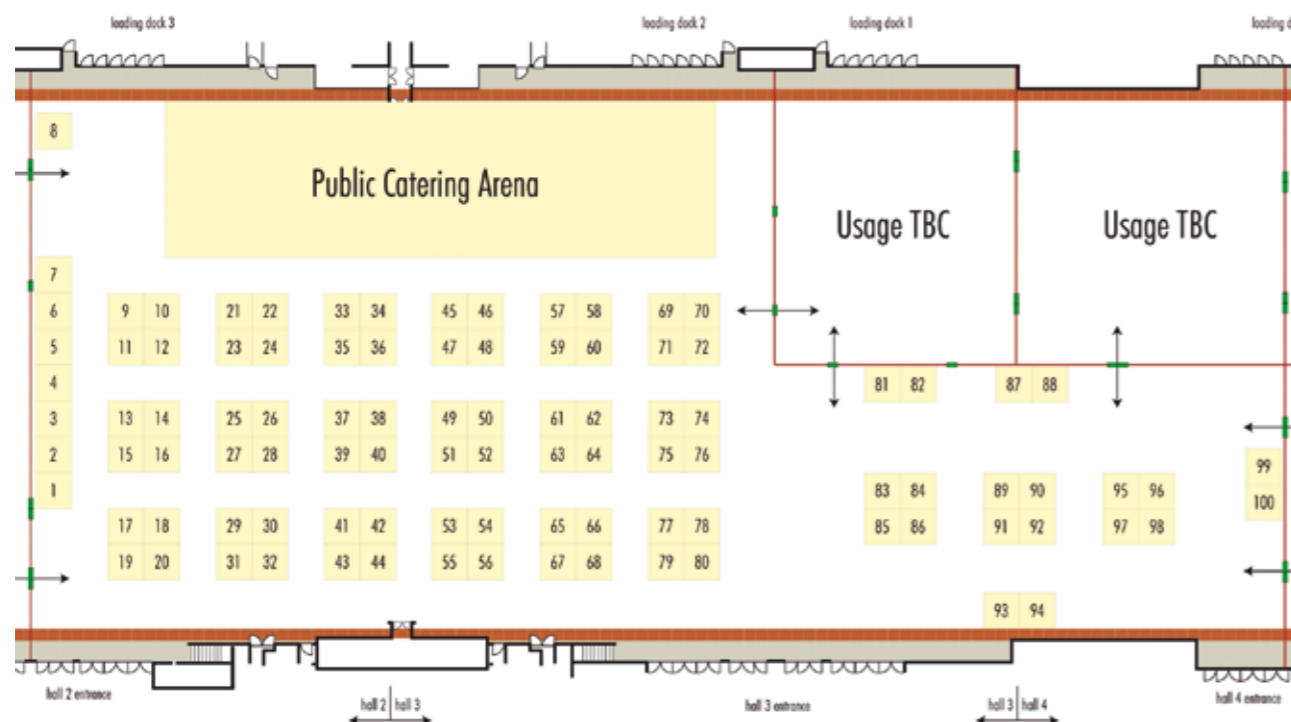 loading dock 3
loading dock 2
loading dock 1
loading d
8
Public Catering Arena
Usage TBC
Usage TBC
7
6 9 10 21 22 33 34 45 46 57 58 69 70
5 11 12 23 24 35 36 47 48 59 60 71 72
4 81 82 87 88
3 13 14 25 26 37 38 49 50 61 62 73 74
2 15 16 27 28 39 40 51 52 63 64 75 76 99
1 83 84 89 90 95 96 100
17 18 29 30 41 42 53 54 65 66 77 78 85 86 91 92 97 98
19 20 31 32 43 44 55 56 67 68 79 80
93 94
hall 2 entrance
hall 2 hall 3
hall 3 entrance
hall 3 hall 4
hall 4 entrance